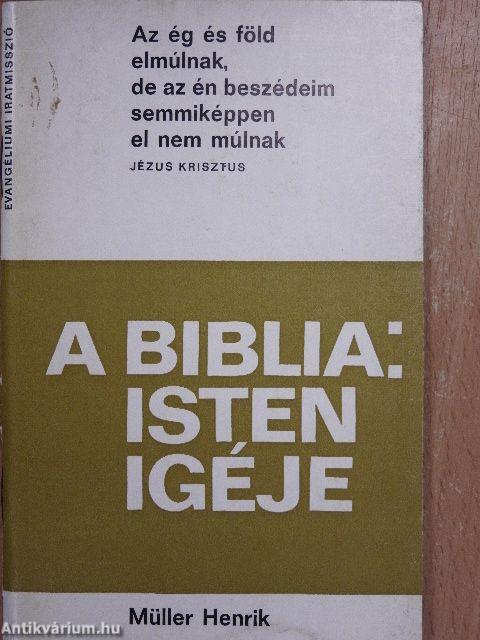 EVANGÉLIUMI IRATMISSZIÓ
Az ég és föld
elmúlnak,
de az én beszédeim
semmiképpen
el nem múlnak
JÉZUS KRISZTUS
A BIBLIA:
ISTEN
IGÉJE
Müller Henrik
Antikvárium.hu